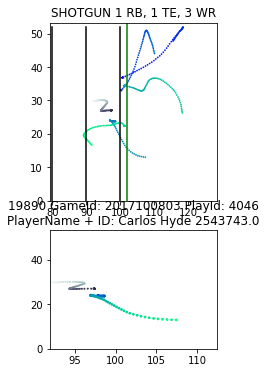 SHOTGUN 1 RB, 1 TE, 3 WR
50
40
30
20
10
0
80 90 100 110 120
19890 GameId: 2017100803 PlayId: 4046
PlayerName + ID: Carlos Hyde 2543743.0
40
20
0
95 100 105 110